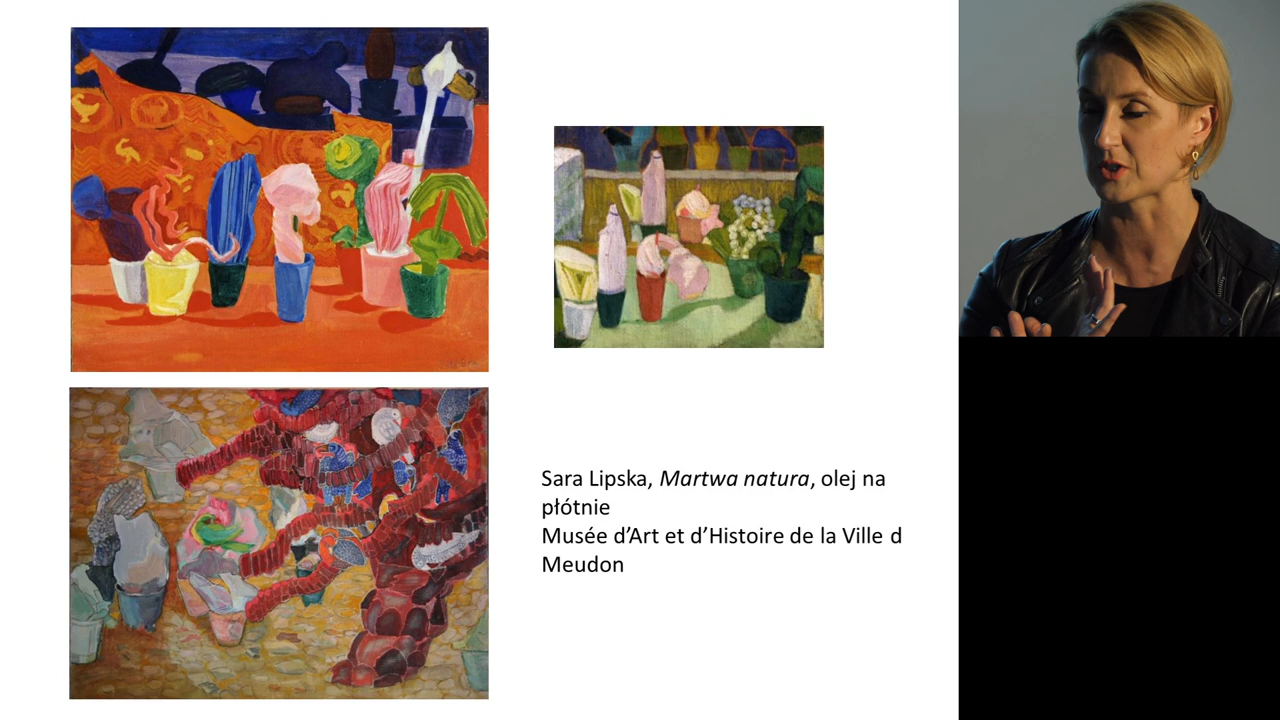 Sara Lipska, Martwa natura, olej na
płótnie
Musée d’Art et d’Histoire de la Ville d
Meudon